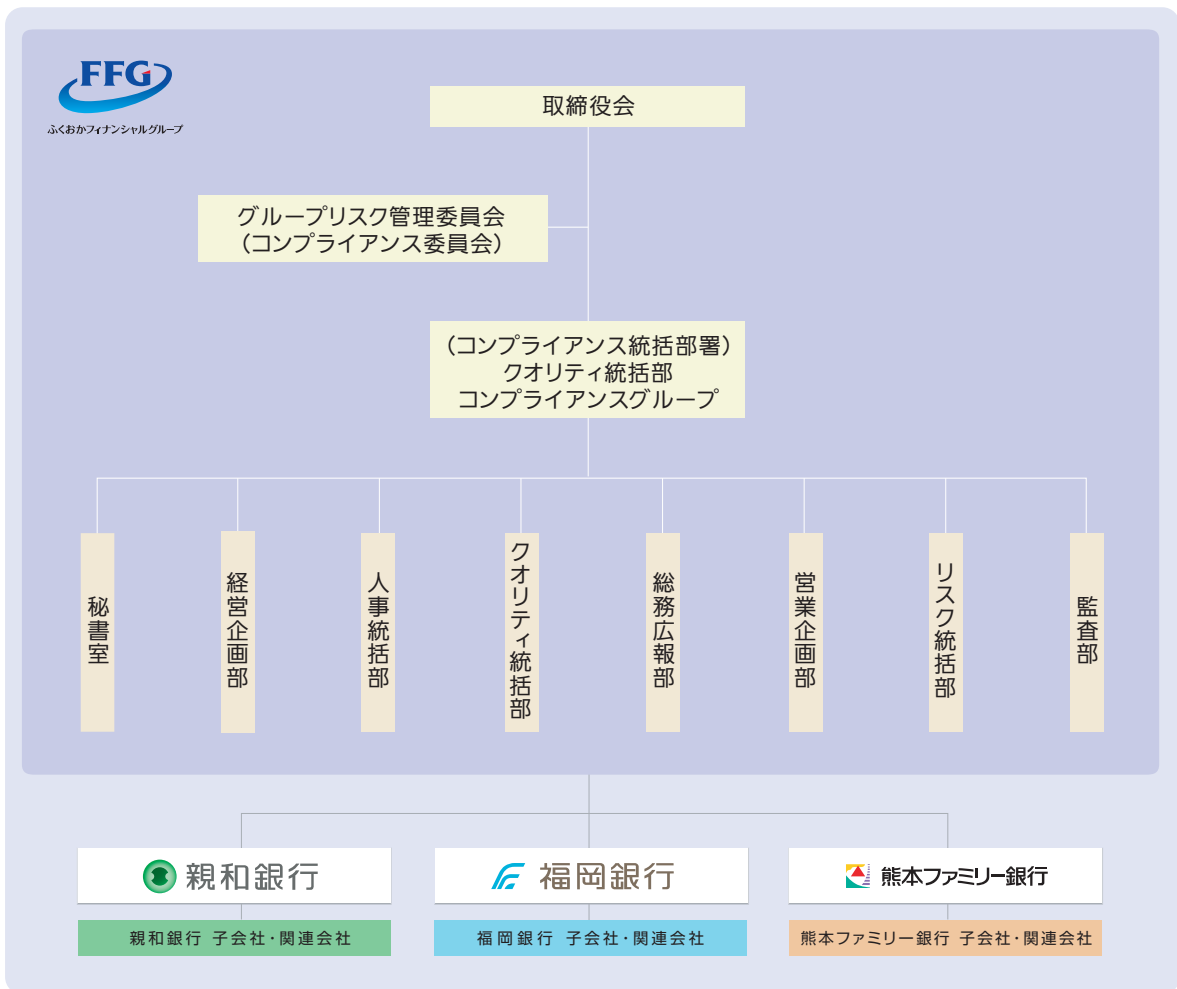 FFG
ふくおかフィナンシャルグループ
取締役会
グループリスク管理委員会
（コンプライアンス委員会）
（コンプライアンス統括部署）
クオリティ統括部
コンプライアンスグループ
秘書室
経営企画部
人事統括部
クオリティ統括部
総務広報部
営業企画部
リスク統括部
監査部
親和銀行
福岡銀行
熊本ファミリー銀行
親和銀行 子会社・関連会社
福岡銀行 子会社・関連会社
熊本ファミリー銀行 子会社・関連会社